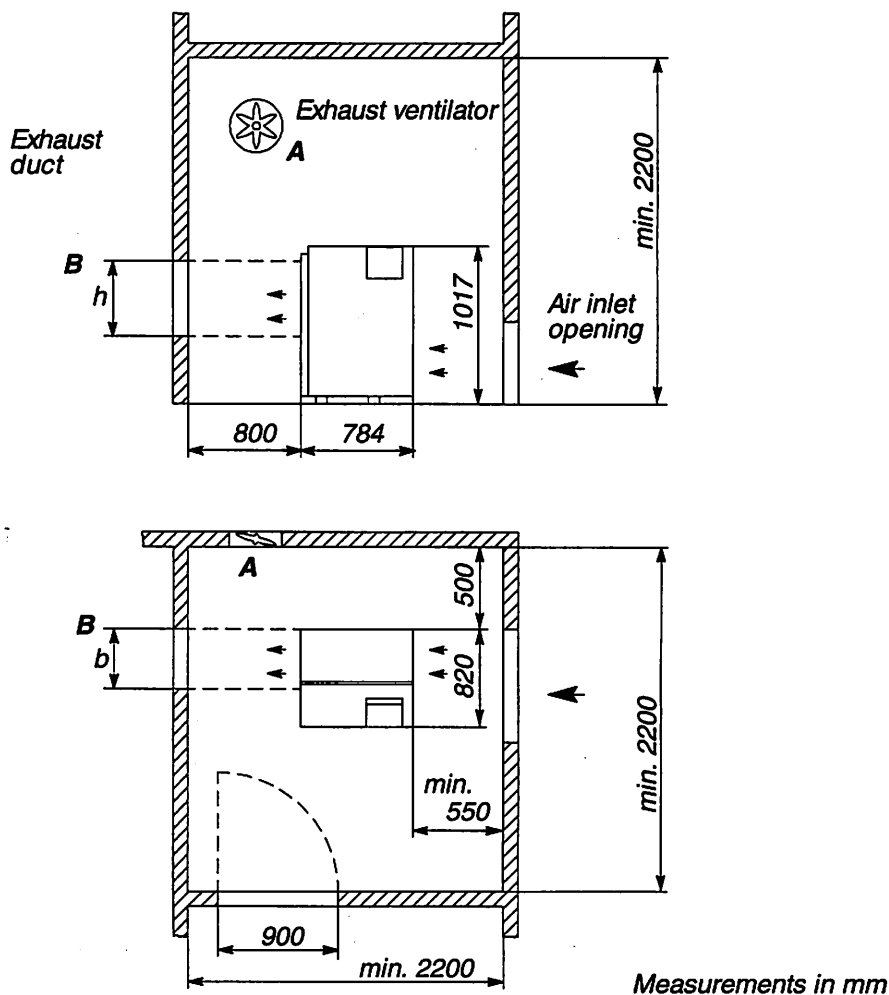 Exhaust ventilator
A
Exhaust
duct
min. 2200
B
h
1017
Air inlet
opening
800
784
A
500
B
b
820
min. 2200
min.
550
900
min. 2200
Measurements in mm